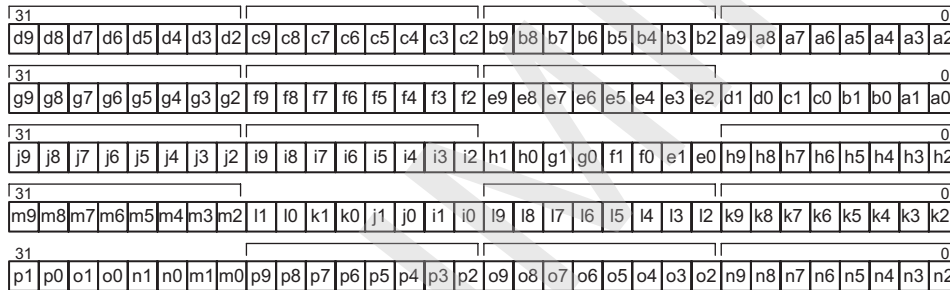 31 0
d9 d8 d7 d6 d5 d4 d3 d2 c9 c8 c7 c6 c5 c4 c3 c2 b9 b8 b7 b6 b5 b4 b3 b2 a9 a8 a7 a6 a5 a4 a3 a2
31 0
g9 g8 g7 g6 g5 g4 g3 g2 f9 f8 f7 f6 f5 f4 f3 f2 e9 e8 e7 e6 e5 e4 e3 e2 d1 d0 c1 c0 b1 b0 a1 a0
31 0
j9 j8 j7 j6 j5 j4 j3 j2 i9 i8 i7 i6 i5 i4 i3 i2 h1 h0 g1 g0 f1 f0 e1 e0 h9 h8 h7 h6 h5 h4 h3 h2
31 0
m9 m8 m7 m6 m5 m4 m3 m2 l1 l0 k1 k0 j1 j0 i1 i0 l9 l8 l7 l6 l5 l4 l3 l2 k9 k8 k7 k6 k5 k4 k3 k2
31 0
p1 p0 o1 o0 n1 n0 m1 m0 p9 p8 p7 p6 p5 p4 p3 p2 o9 o8 o7 o6 o5 o4 o3 o2 n9 n8 n7 n6 n5 n4 n3 n2